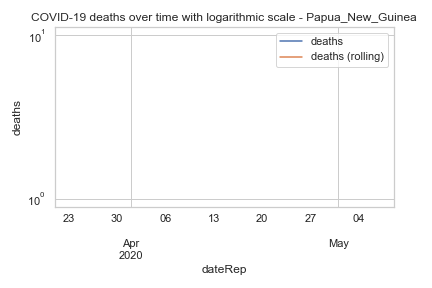 COVID-19 deaths over time with logarithmic scale - Papua_New_Guinea
deaths
deaths (rolling)
10¹
deaths
10⁰
23 30 06 13 20 27 04
Apr May
2020
dateRep